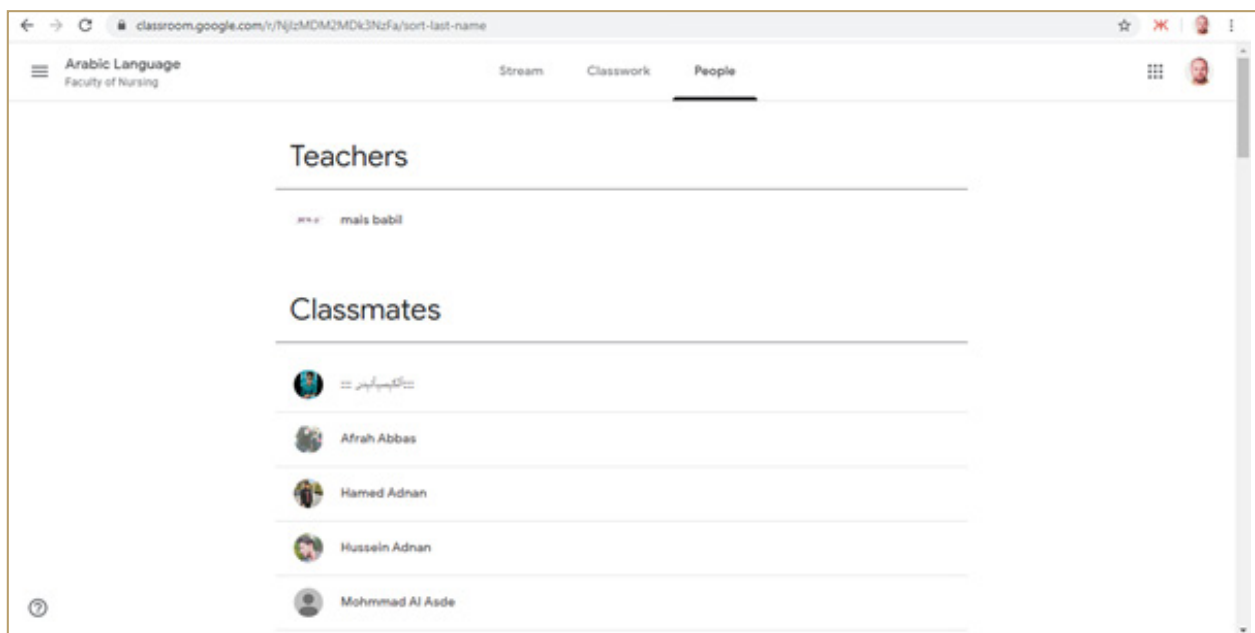 classroom.google.com/r/NjIzMDM2MDk3NzFa/sort-last-name
Arabic Language
Faculty of Nursing
Stream Classwork People
Teachers
mais babil
Classmates
Afrah Abbas
Hamed Adnan
Hussein Adnan
Mohmmad Al Asde